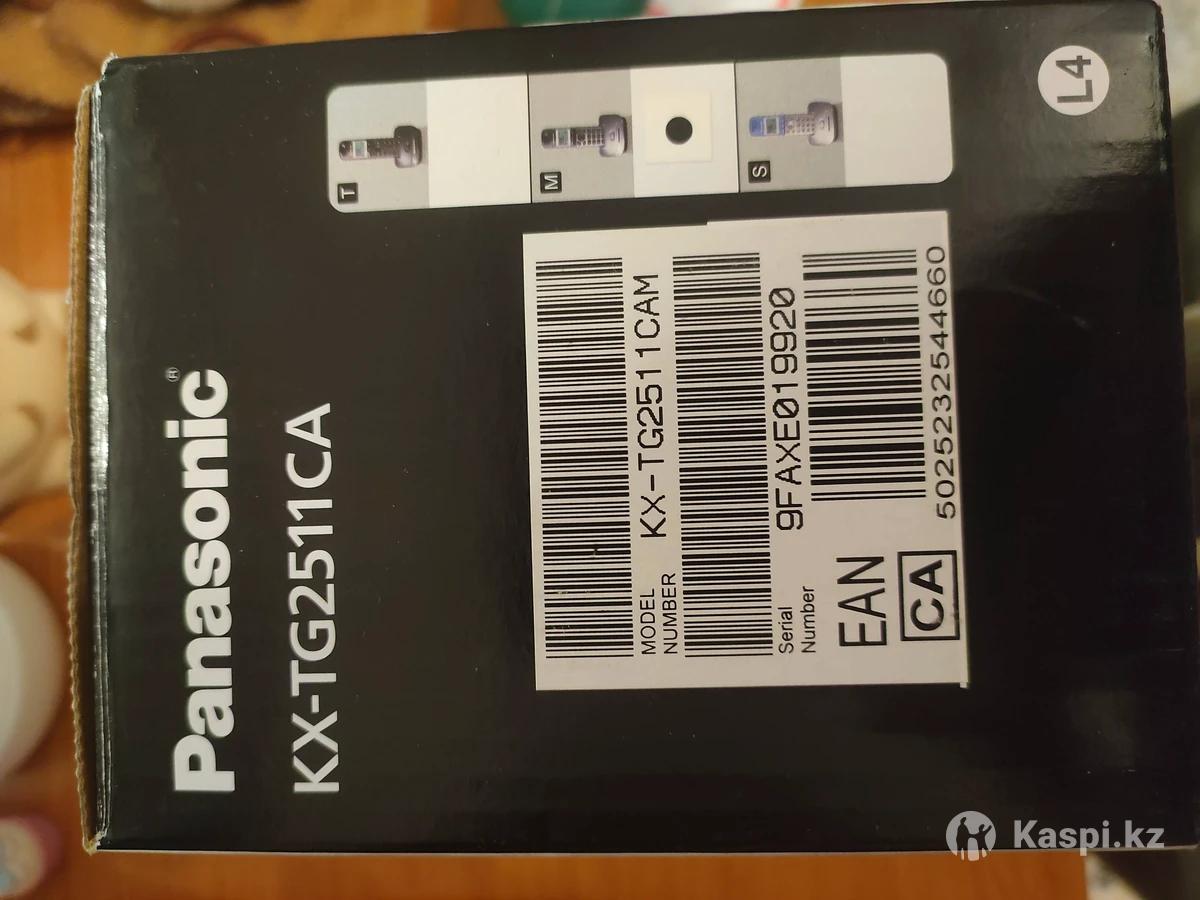 Panasonic®
KX-TG2511CA
T
M
S
L4
MODEL NUMBER KX-TG2511CAM
Serial Number 9FAXE019920
EAN
CA
5025232544660
Kaspi.kz